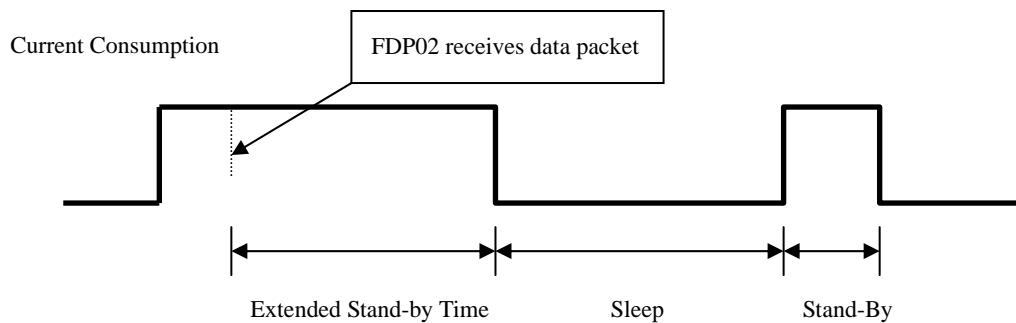 Current Consumption
FDP02 receives data packet
Extended Stand-by Time
Sleep
Stand-By